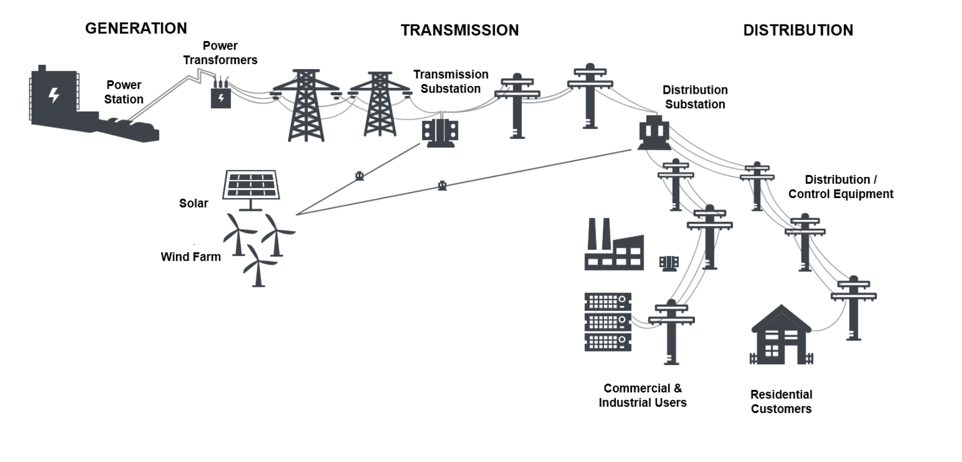 GENERATION
TRANSMISSION
DISTRIBUTION
Power
Transformers
Power
Station
Transmission
Substation
Distribution
Substation
Distribution /
Control Equipment
Solar
Wind Farm
Commercial &
Industrial Users
Residential
Customers